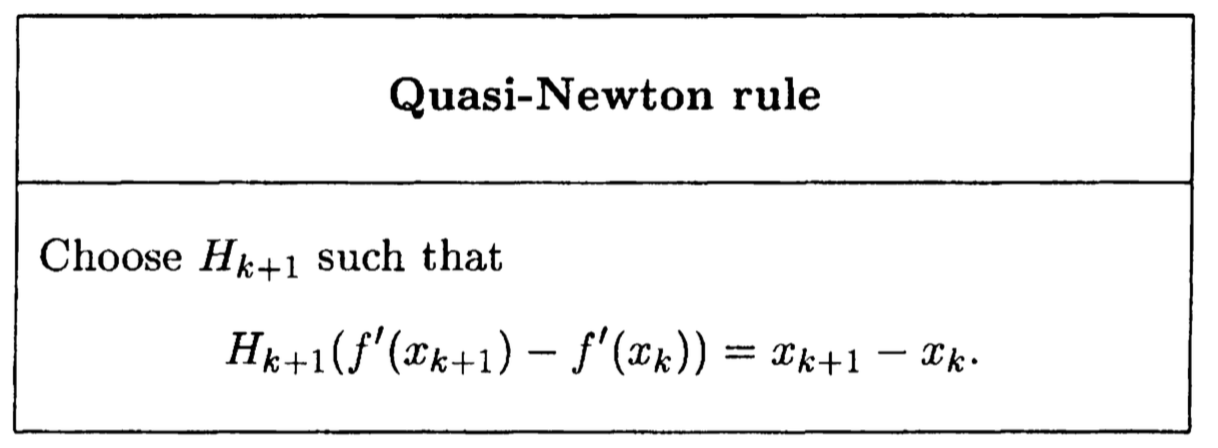 Quasi-Newton rule
Choose H_{k+1} such that
H_{k+1}(f'(x_{k+1}) − f'(x_k)) = x_{k+1} − x_k.